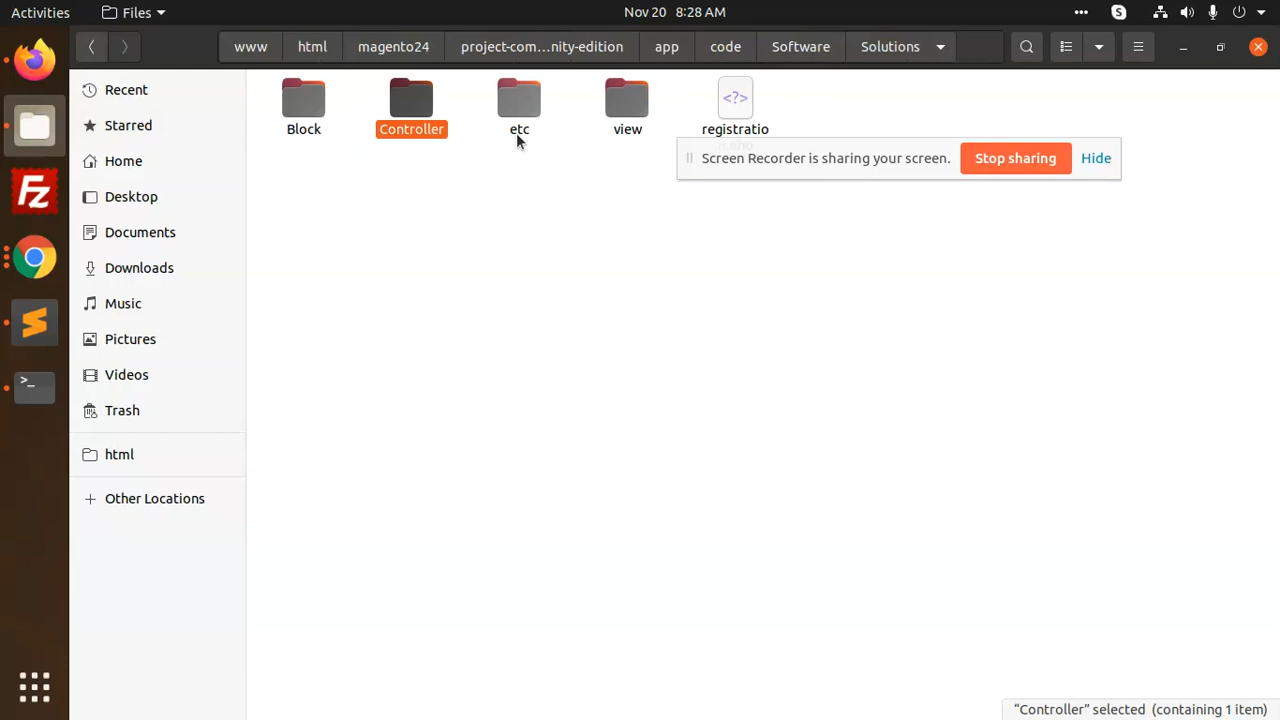 Activities Files Nov 20 8:28 AM
www html magento24 project-com...nity-edition app code Software Solutions
Recent
Starred
Home
Desktop
Documents
Downloads
Music
Pictures
Videos
Trash
html
Other Locations
Block Controller etc view registratio
Screen Recorder is sharing your screen. Stop sharing Hide
"Controller" selected (containing 1 item)